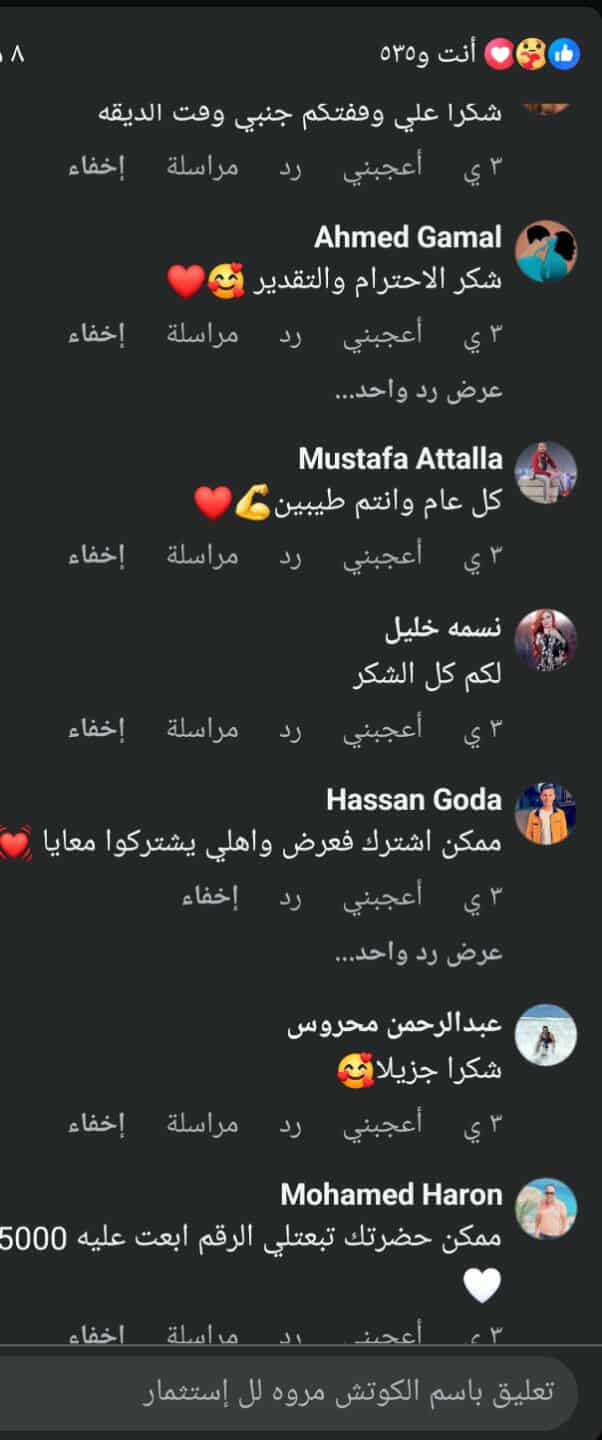 أنت و٥٣٥
٨
شكرا علي وقفتكم جنبي وقت الديقه
٣ ي أعجبني رد مراسلة إخفاء
Ahmed Gamal
شكر الاحترام والتقدير 🥰❤️
٣ ي أعجبني رد مراسلة إخفاء
عرض رد واحد...
Mustafa Attalla
كل عام وانتم طيبين💪❤️
٣ ي أعجبني رد مراسلة إخفاء
نسمه خليل
لكم كل الشكر
٣ ي أعجبني رد مراسلة إخفاء
Hassan Goda
ممكن اشترك فعرض واهلي يشتركوا معايا 💓
٣ ي أعجبني رد إخفاء
عرض رد واحد...
عبدالرحمن محروس
شكرا جزيلا🥰
٣ ي أعجبني رد مراسلة إخفاء
Mohamed Haron
ممكن حضرتك تبعتلي الرقم ابعت عليه 5000
🤍
٣ ي أعجبني رد مراسلة إخفاء
تعليق باسم الكوتش مروه لل إستثمار